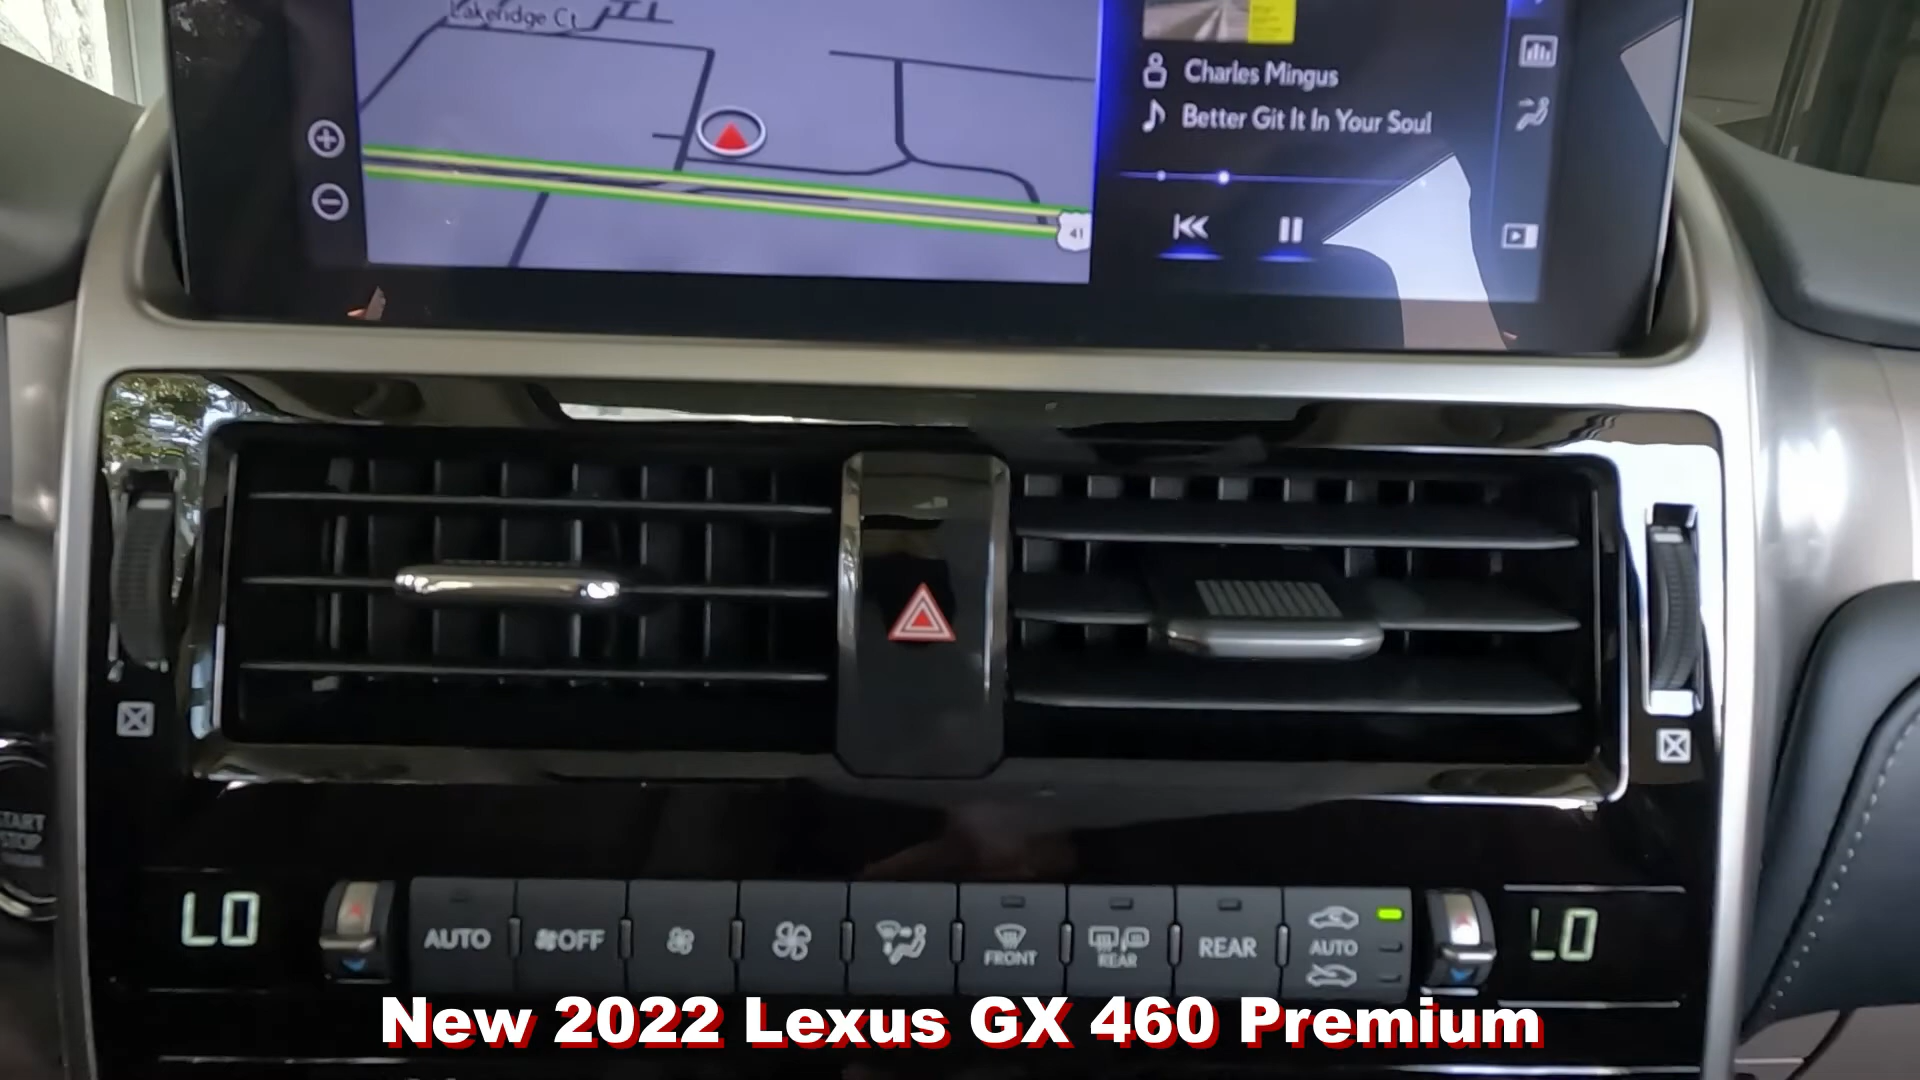 Lakeridge Ct
Charles Mingus
Better Git It In Your Soul
41
START
STOP
LO
AUTO
OFF
FRONT
REAR
REAR
AUTO
LO
New 2022 Lexus GX 460 Premium